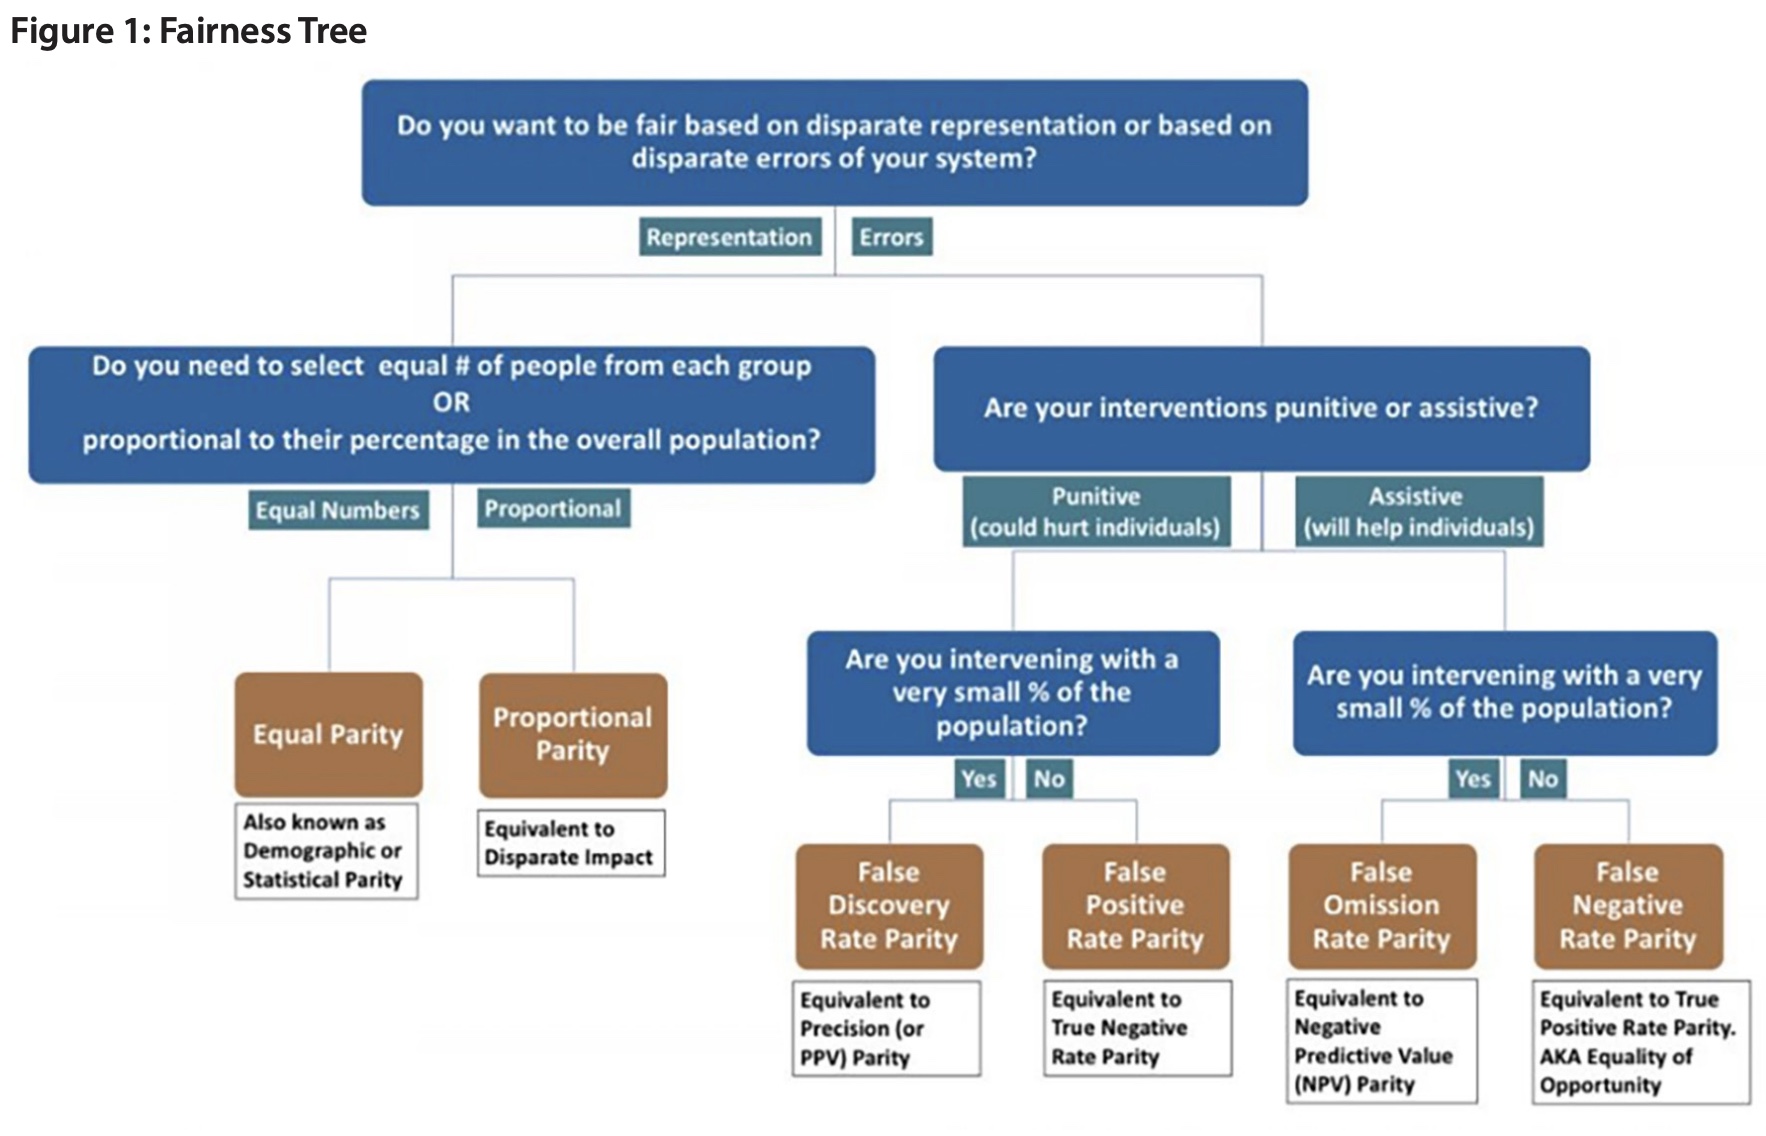 Figure 1: Fairness Tree
Do you want to be fair based on disparate representation or based on
disparate errors of your system?
Representation
Errors
Do you need to select equal # of people from each group
OR
proportional to their percentage in the overall population?
Are your interventions punitive or assistive?
Equal Numbers
Proportional
Punitive
(could hurt individuals)
Assistive
(will help individuals)
Are you intervening with a
very small % of the
population?
Are you intervening with a very
small % of the population?
Equal Parity
Proportional
Parity
Yes
No
Yes
No
Also known as
Demographic or
Statistical Parity
Equivalent to
Disparate Impact
False
Discovery
Rate Parity
False
Positive
Rate Parity
False
Omission
Rate Parity
False
Negative
Rate Parity
Equivalent to
Precision (or
PPV) Parity
Equivalent to
True Negative
Rate Parity
Equivalent to
Negative
Predictive Value
(NPV) Parity
Equivalent to True
Positive Rate Parity.
AKA Equality of
Opportunity